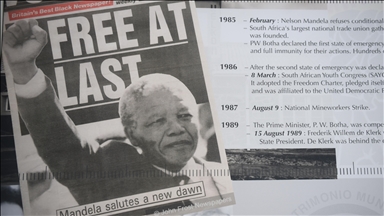 Britain's Best Black Newspaper
FREE AT
LAST
Mandela salutes a new dawn
1985
February : Nelson Mandela refuses conditional
– South Africa's largest national trade union gath
was founded.
– PW Botha declared the first state of emergency
and full immunity for their actions. Hundreds
1986
– After the second state of emergency was declared
– 8 March : South African Youth Congress (SAY
It adopted the Freedom Charter, pledged itself
and was affiliated to the United Democratic F
1987
August 9 : National Mineworkers Strike.
1989
– The Prime Minister, P.W. Botha, was compe
– 15 August 1989 : Frederik Willem de Klerk
State President. De Klerk was behind the
TRIMONIO MU